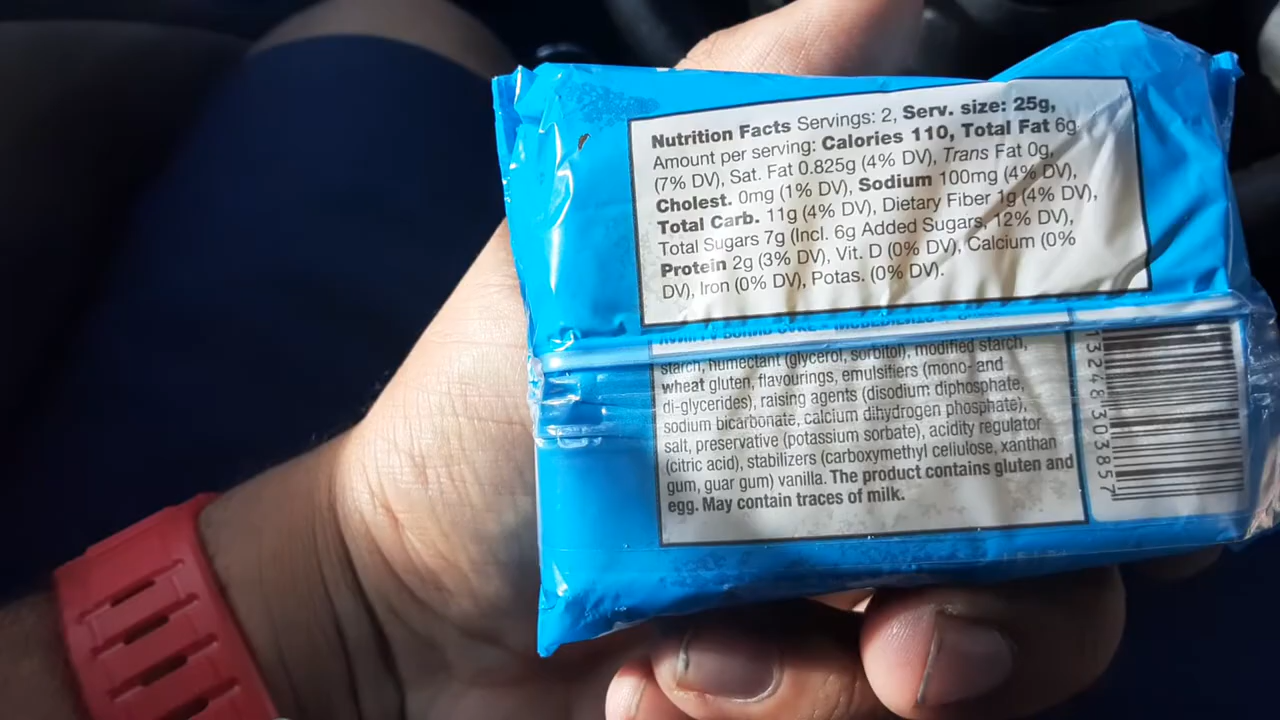 Nutrition Facts Servings: 2, Serv. size: 25g,
Amount per serving: Calories 110, Total Fat 6g
(7% DV), Sat. Fat 0.825g (4% DV), Trans Fat 0g,
Cholest. 0mg (1% DV), Sodium 100mg (4% DV),
Total Carb. 11g (4% DV), Dietary Fiber 1g (4% DV),
Total Sugars 7g (Incl. 6g Added Sugars, 12% DV),
Protein 2g (3% DV), Vit. D (0% DV), Calcium (0%
DV), Iron (0% DV), Potas. (0% DV).
starch, humectant (glycerol, sorbitol), modified starch,
wheat gluten, flavourings, emulsifiers (mono- and
di-glycerides), raising agents (disodium diphosphate,
sodium bicarbonate, calcium dihydrogen phosphate),
salt, preservative (potassium sorbate), acidity regulator
(citric acid), stabilizers (carboxymethyl cellulose, xanthan
gum, guar gum) vanilla. The product contains gluten and
egg. May contain traces of milk.
13248303857